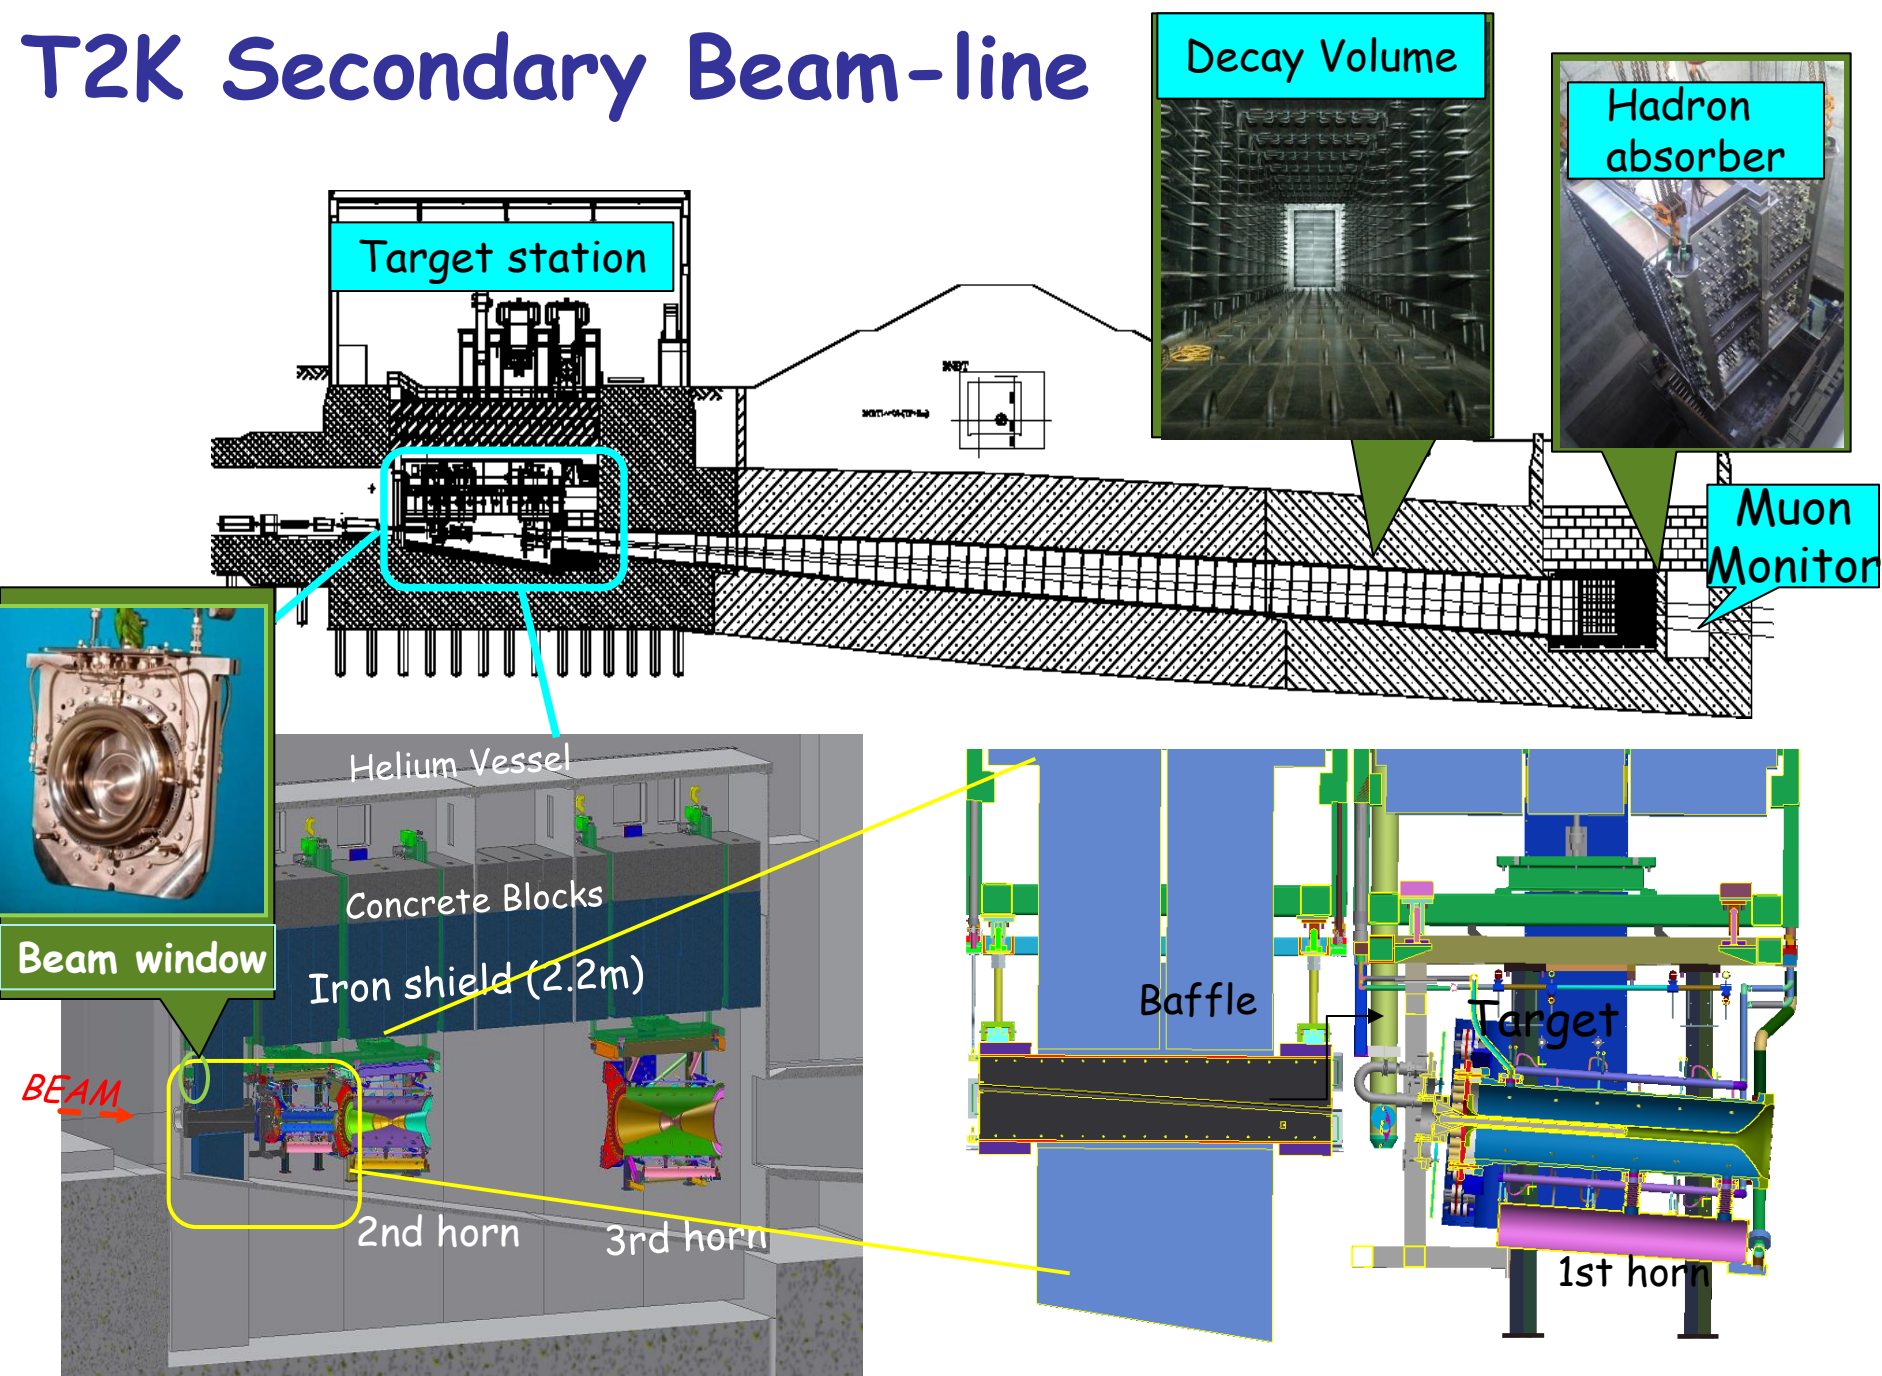 T2K Secondary Beam-line
Decay Volume
Hadron
absorber
Target station
Muon
Monitor
Helium Vessel
Concrete Blocks
Beam window
Iron shield (2.2m)
Baffle
Target
BEAM
2nd horn
3rd horn
1st horn